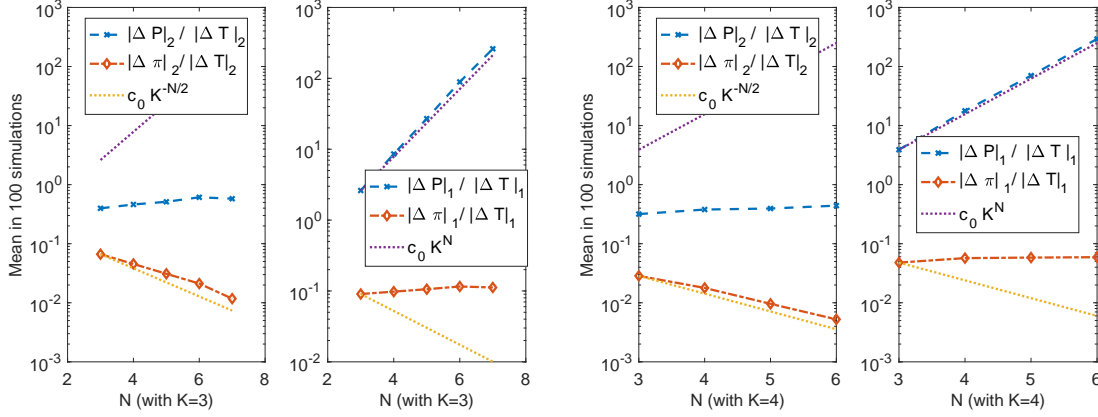 |Δ P|_2 / |Δ T|_2
|Δ π|_2/|Δ T|_2
c_0 K^{-N/2}
Mean in 100 simulations
10^3
10^2
10^1
10^0
10^{-1}
10^{-2}
10^{-3}
2 4 6 8
N (with K=3)
|Δ P|_1 / |Δ T|_1
|Δ π|_1/|Δ T|_1
c_0 K^N
10^3
10^2
10^1
10^0
10^{-1}
10^{-2}
2 4 6 8
N (with K=3)
|Δ P|_2 / |Δ T|_2
|Δ π|_2/|Δ T|_2
c_0 K^{-N/2}
Mean in 100 simulations
10^3
10^2
10^1
10^0
10^{-1}
10^{-2}
10^{-3}
3 4 5 6
N (with K=4)
|Δ P|_1 / |Δ T|_1
|Δ π|_1/|Δ T|_1
c_0 K^N
10^3
10^2
10^1
10^0
10^{-1}
10^{-2}
10^{-3}
3 4 5 6
N (with K=4)